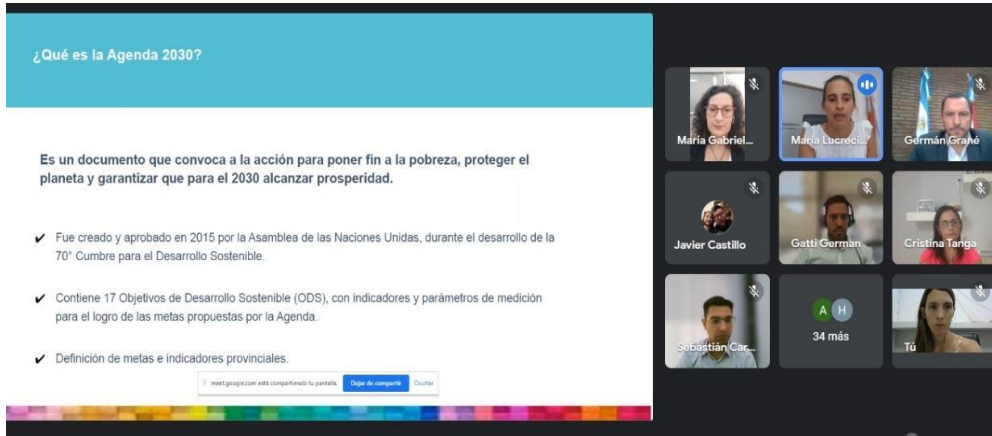 ¿Qué es la Agenda 2030?
Es un documento que convoca a la acción para poner fin a la pobreza, proteger el
planeta y garantizar que para el 2030 alcanzar prosperidad.
✔ Fue creado y aprobado en 2015 por la Asamblea de las Naciones Unidas, durante el desarrollo de la
70° Cumbre para el Desarrollo Sostenible.
✔ Contiene 17 Objetivos de Desarrollo Sostenible (ODS), con indicadores y parámetros de medición
para el logro de las metas propuestas por la Agenda.
✔ Definición de metas e indicadores provinciales.
meet.google.com está compartiendo tu pantalla. Dejar de compartir Ocultar
María Gabriel... María Lucreci... Germán Grané
Javier Castillo Gatti German Cristina Tanga
Sebastián Car...
A H
34 más
Tú